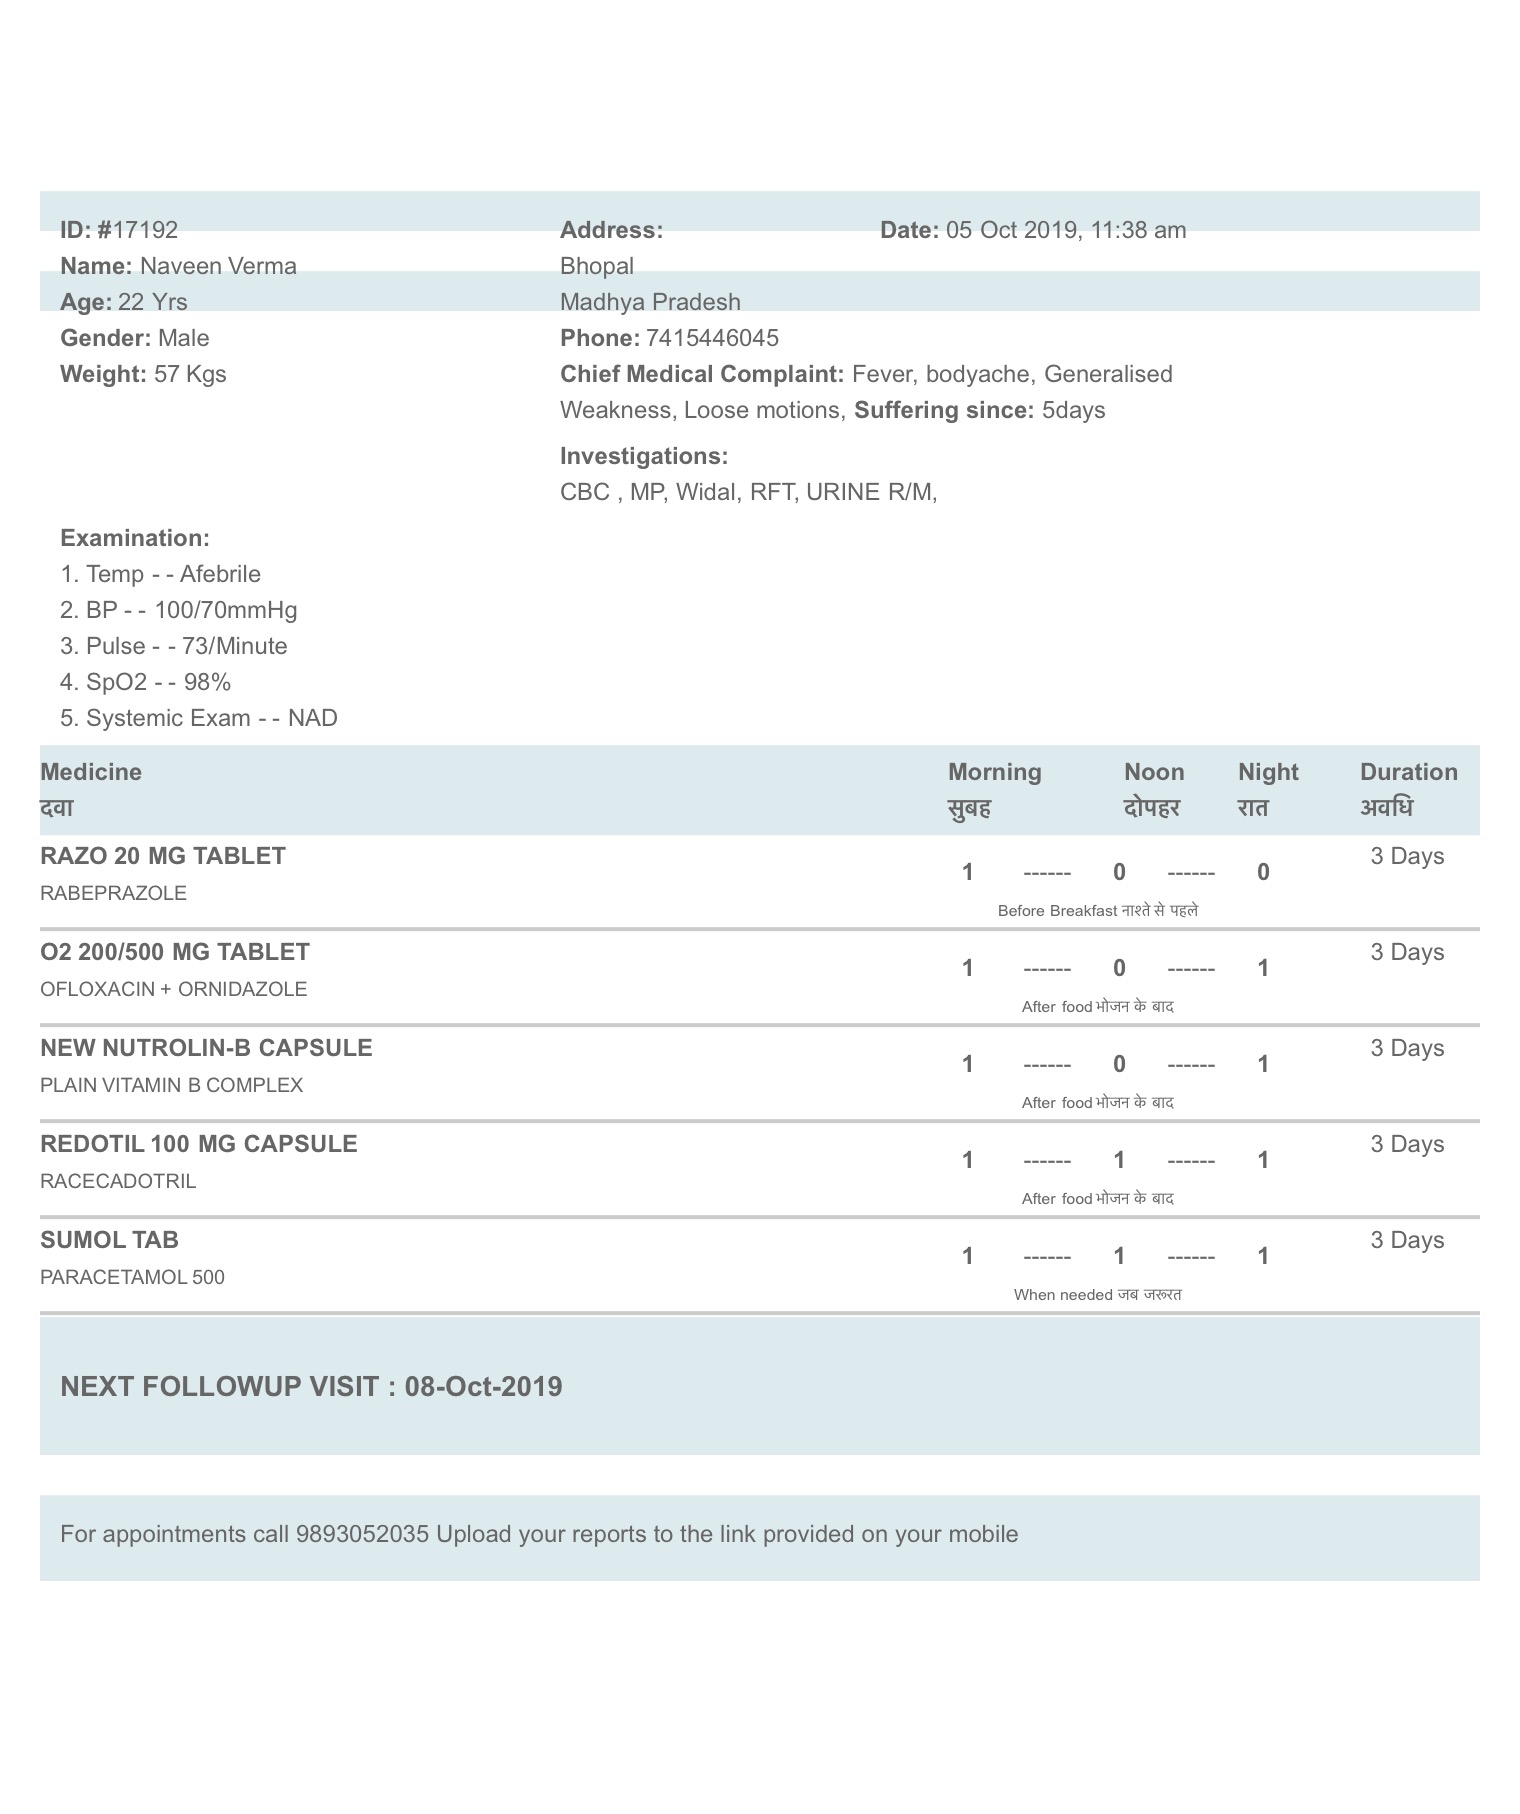 ID: #17192 Address: Date: 05 Oct 2019, 11:38 am
Name: Naveen Verma Bhopal
Age: 22 Yrs Madhya Pradesh
Gender: Male Phone: 7415446045
Weight: 57 Kgs Chief Medical Complaint: Fever, bodyache, Generalised
Weakness, Loose motions, Suffering since: 5days
Investigations:
CBC , MP, Widal, RFT, URINE R/M,
Examination:
1. Temp - - Afebrile
2. BP - - 100/70mmHg
3. Pulse - - 73/Minute
4. SpO2 - - 98%
5. Systemic Exam - - NAD
Medicine Morning Noon Night Duration
दवा सुबह दोपहर रात अवधि
RAZO 20 MG TABLET 1 ------ 0 ------ 0 3 Days
RABEPRAZOLE
Before Breakfast नाश्ते से पहले
O2 200/500 MG TABLET 1 ------ 0 ------ 1 3 Days
OFLOXACIN + ORNIDAZOLE
After food भोजन के बाद
NEW NUTROLIN-B CAPSULE 1 ------ 0 ------ 1 3 Days
PLAIN VITAMIN B COMPLEX
After food भोजन के बाद
REDOTIL 100 MG CAPSULE 1 ------ 1 ------ 1 3 Days
RACECADOTRIL
After food भोजन के बाद
SUMOL TAB 1 ------ 1 ------ 1 3 Days
PARACETAMOL 500
When needed जब जरूरत
NEXT FOLLOWUP VISIT : 08-Oct-2019
For appointments call 9893052035 Upload your reports to the link provided on your mobile